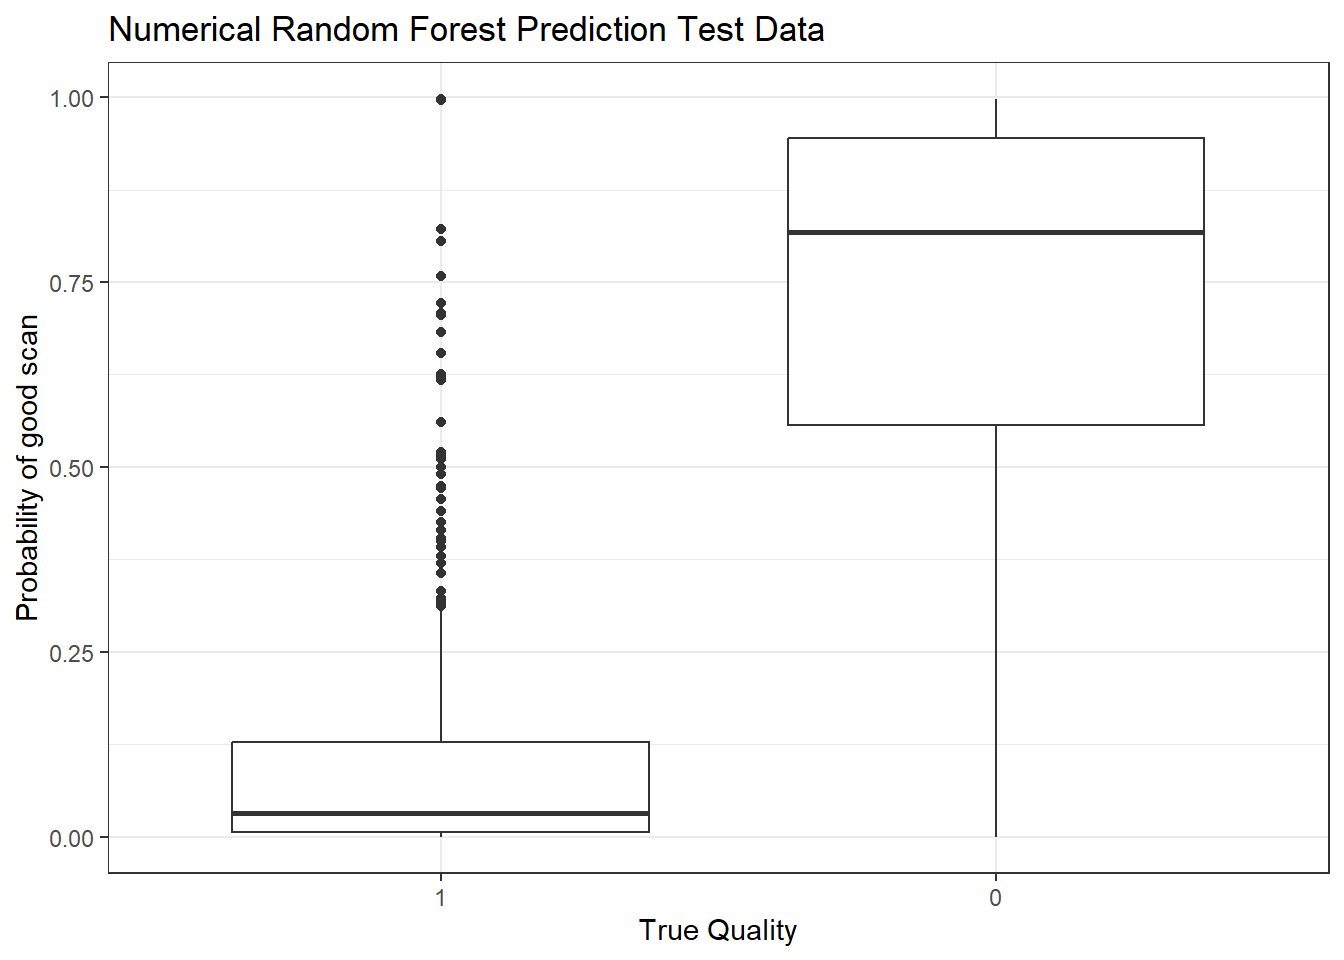 Numerical Random Forest Prediction Test Data
Probability of good scan
1.00
0.75
0.50
0.25
0.00
1 0
True Quality